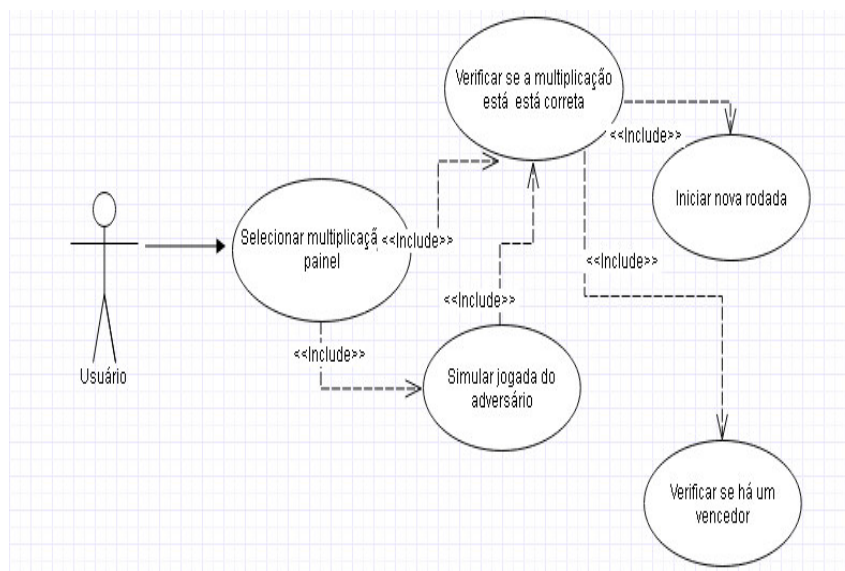 Verificar se a multiplicação
está está correta
<<Include>>
Iniciar nova rodada
Selecionar
painel
<<Include>>
<<Include>>
<<Include>>
<<Include>>
Simular jogada do
adversário
Usuário
Verificar se há um
vencedor